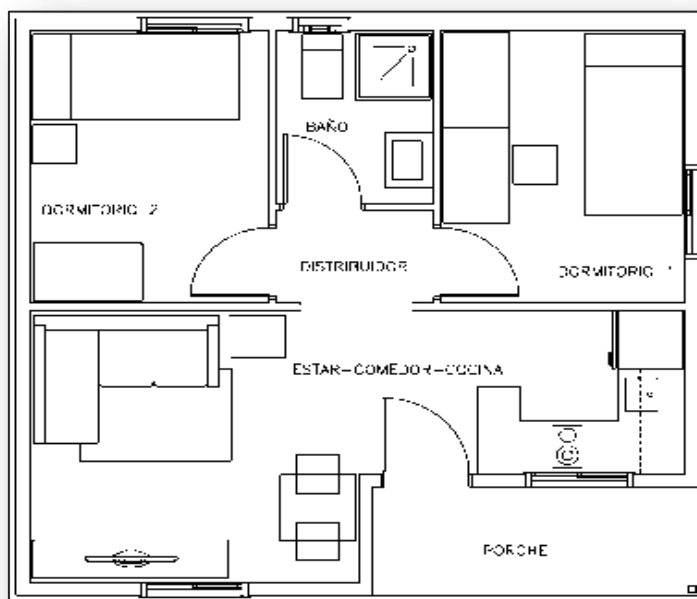 BAÑO
DORMITORIO 2
DISTRIBUIDOR
DORMITORIO 1
ESTAR-COMEDOR-COCINA
PORCHE